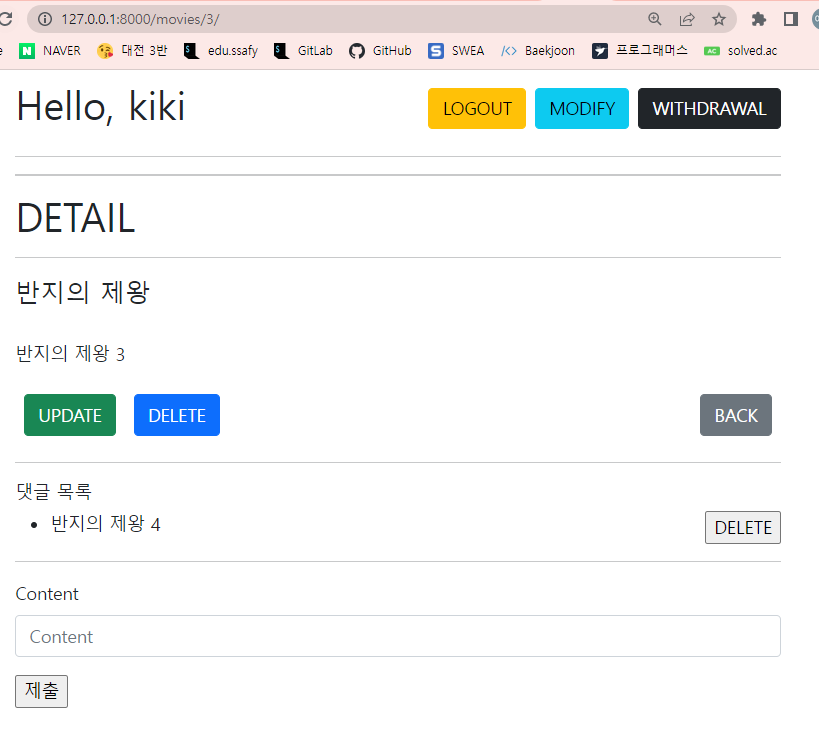 127.0.0.1:8000/movies/3/
NAVER 대전 3반 edu.ssafy GitLab GitHub SWEA Baekjoon 프로그래머스 AC solved.ac
Hello, kiki LOGOUT MODIFY WITHDRAWAL
DETAIL
반지의 제왕
반지의 제왕 3
UPDATE DELETE BACK
댓글 목록
• 반지의 제왕 4 DELETE
Content
Content
제출